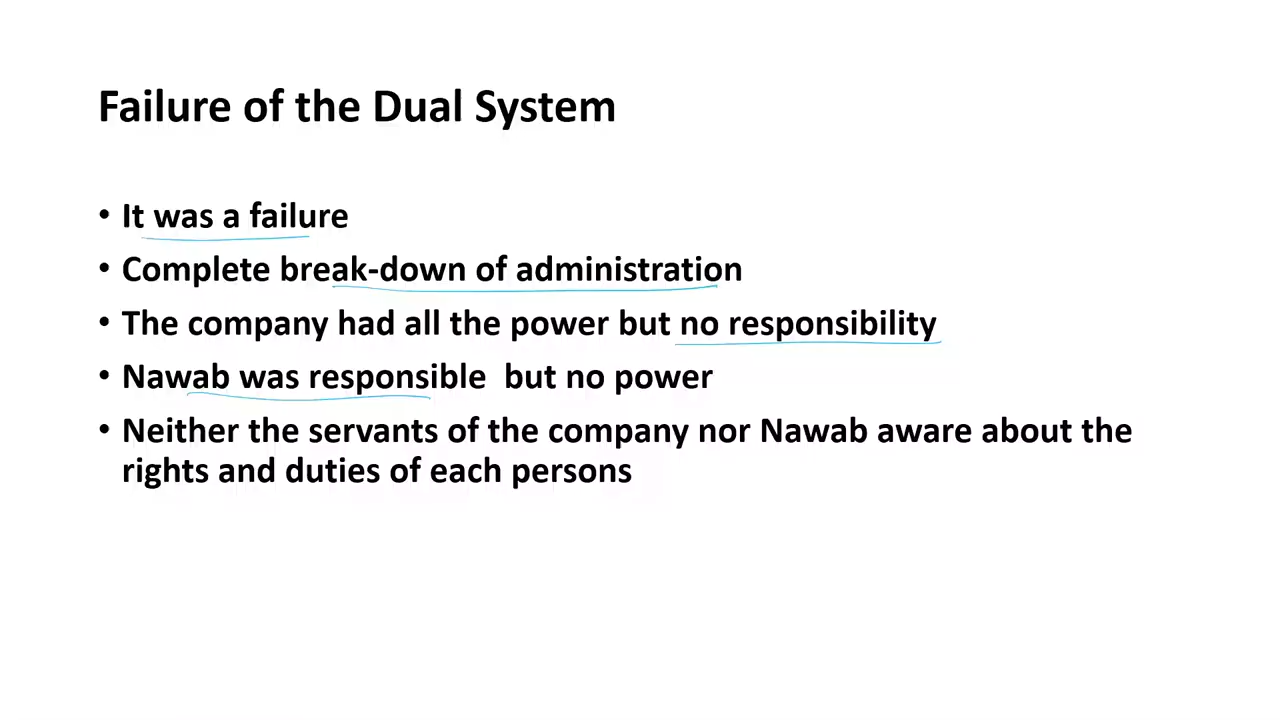 Failure of the Dual System
• It was a failure
• Complete break-down of administration
• The company had all the power but no responsibility
• Nawab was responsible  but no power
• Neither the servants of the company nor Nawab aware about the
rights and duties of each persons